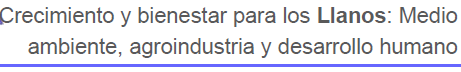 Crecimiento y bienestar para los Llanos: Medio
ambiente, agroindustria y desarrollo humano